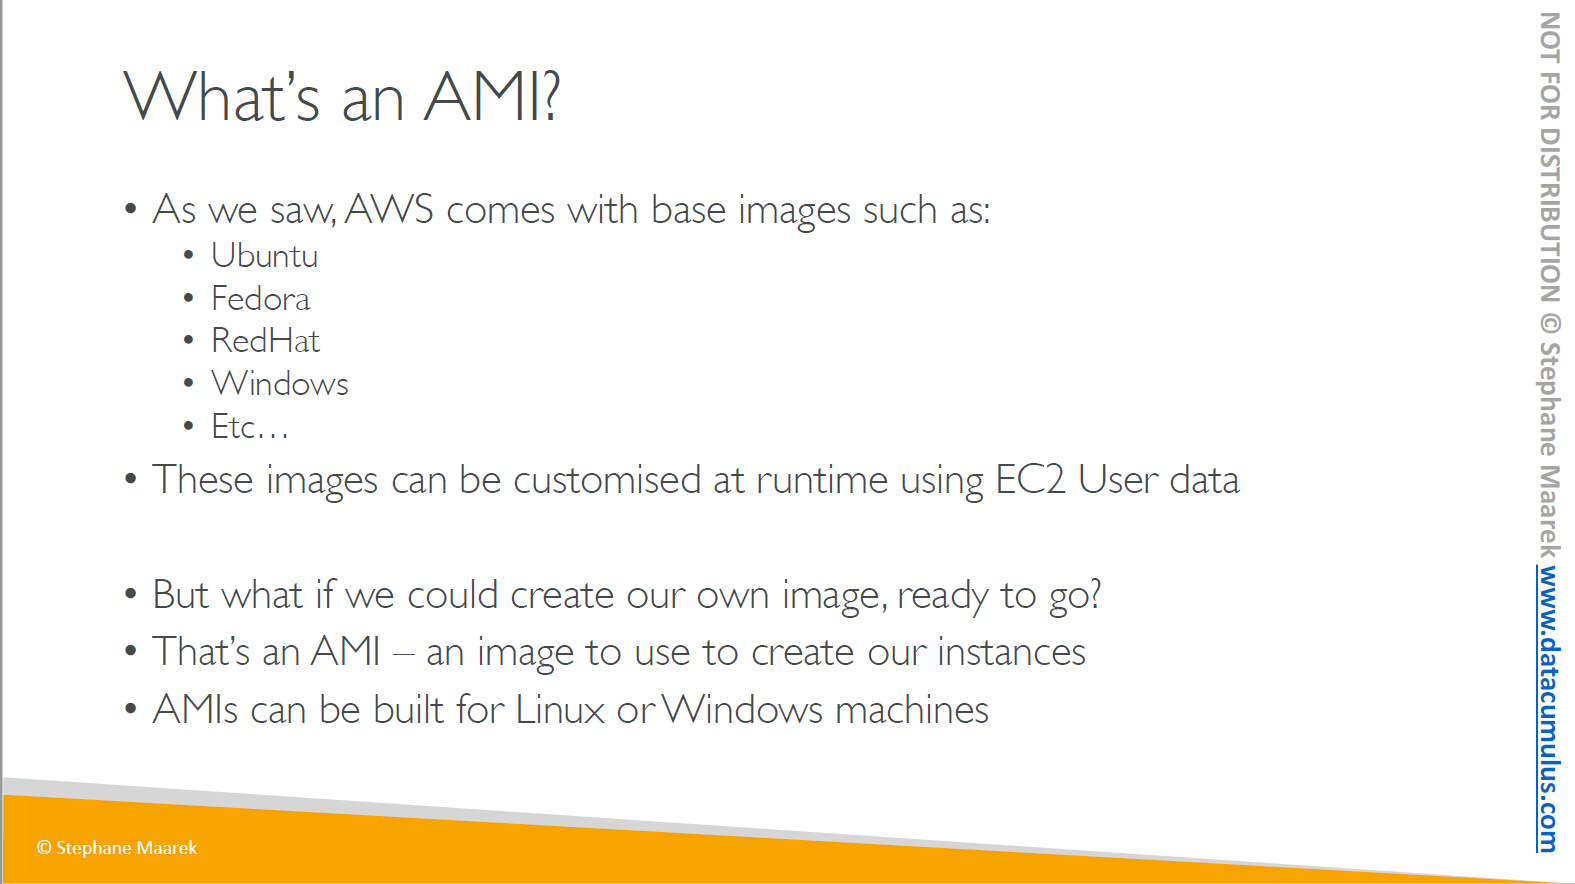 What’s an AMI?
• As we saw, AWS comes with base images such as:
• Ubuntu
• Fedora
• RedHat
• Windows
• Etc…
• These images can be customised at runtime using EC2 User data
• But what if we could create our own image, ready to go?
• That’s an AMI – an image to use to create our instances
• AMIs can be built for Linux or Windows machines
© Stephane Maarek
NOT FOR DISTRIBUTION © Stephane Maarek www.datacumulus.com